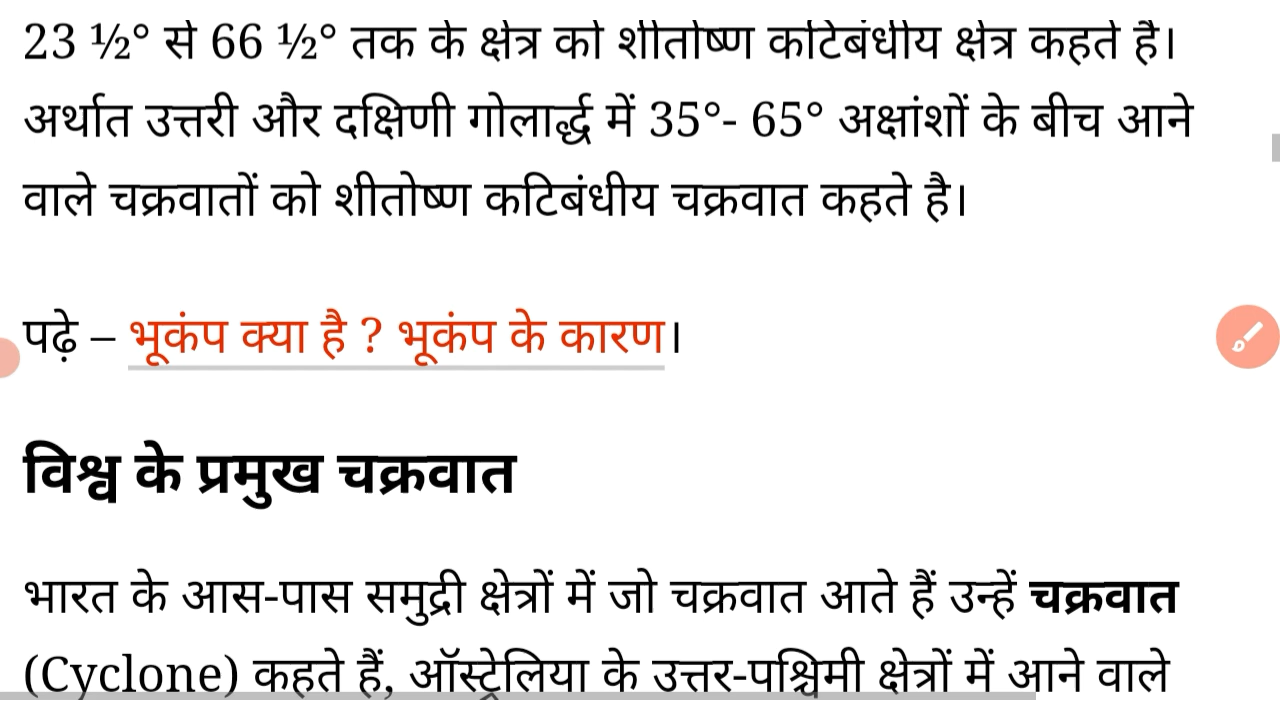 23 ½° से 66 ½° तक के क्षेत्र को शीतोष्ण कटिबंधीय क्षेत्र कहते है।
अर्थात उत्तरी और दक्षिणी गोलार्द्ध में 35°- 65° अक्षांशों के बीच आने
वाले चक्रवातों को शीतोष्ण कटिबंधीय चक्रवात कहते है।
पढ़े – भूकंप क्या है ? भूकंप के कारण।
विश्व के प्रमुख चक्रवात
भारत के आस-पास समुद्री क्षेत्रों में जो चक्रवात आते हैं उन्हें चक्रवात
(Cyclone) कहते हैं, ऑस्ट्रेलिया के उत्तर-पश्चिमी क्षेत्रों में आने वाले